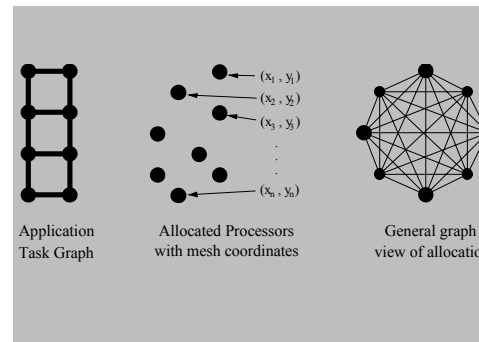 (x1 , y1)
(x2 , y2)
(x3 , y3)
.
.
.
(xn , yn)
Application
Task Graph
Allocated Processors
with mesh coordinates
General graph
view of allocatio